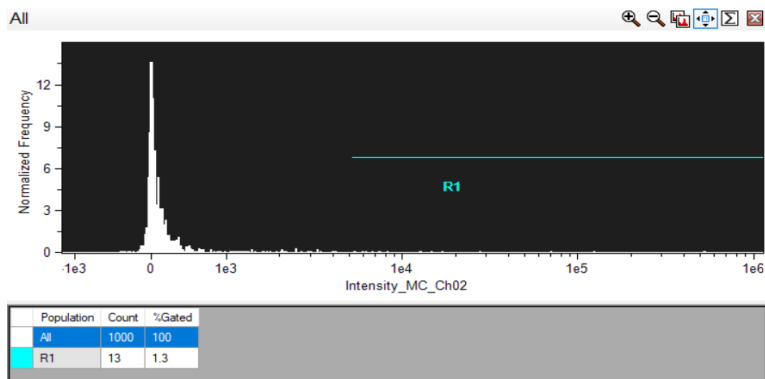 All
Normalized Frequency
12
9
6
3
0
R1
-1e3 0 1e3 1e4 1e5 1e6
Intensity_MC_Ch02
Population Count %Gated
All 1000 100
R1 13 1.3